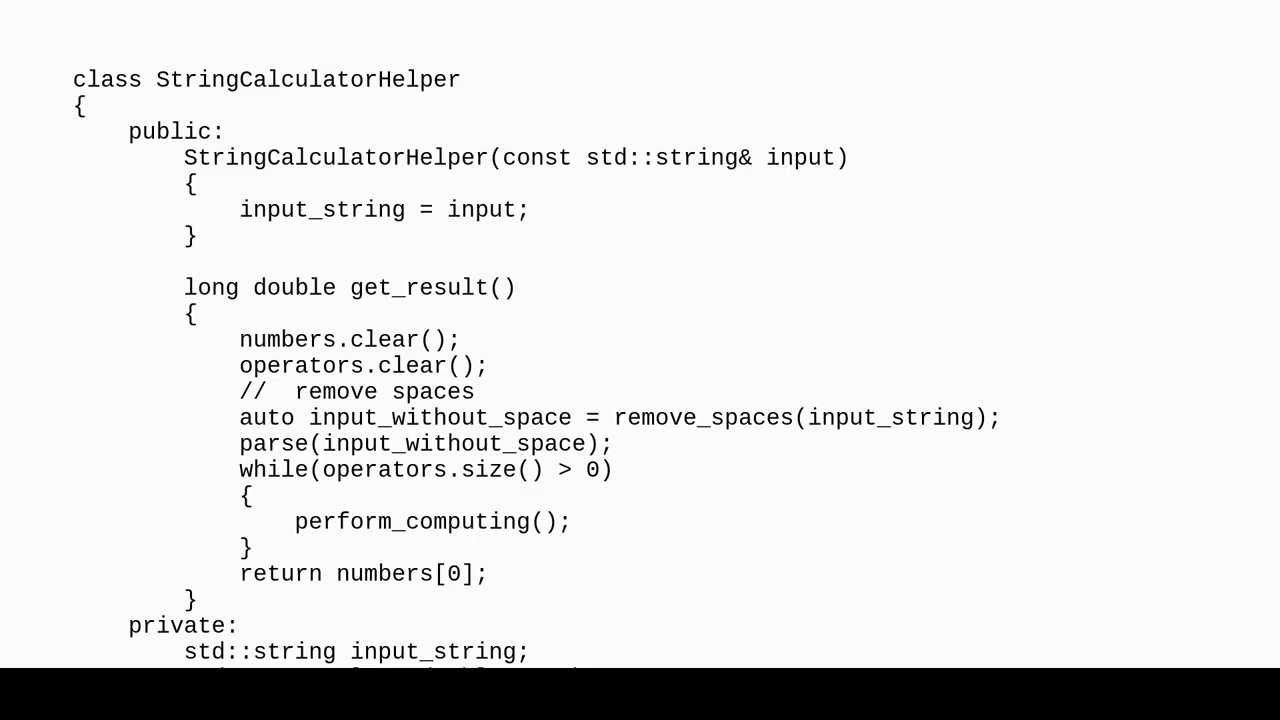 class StringCalculatorHelper
{
    public:
        StringCalculatorHelper(const std::string& input)
        {
            input_string = input;
        }

        long double get_result()
        {
            numbers.clear();
            operators.clear();
            //  remove spaces
            auto input_without_space = remove_spaces(input_string);
            parse(input_without_space);
            while(operators.size() > 0)
            {
                perform_computing();
            }
            return numbers[0];
        }
    private:
        std::string input_string;